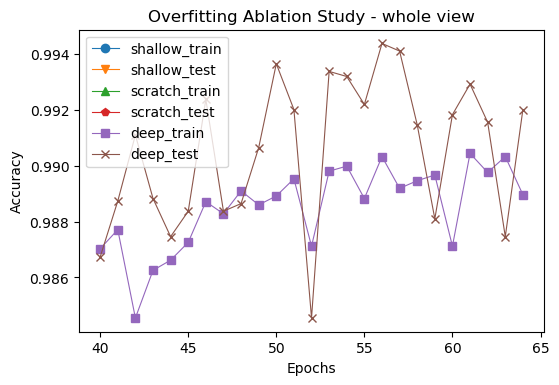 Overfitting Ablation Study - whole view
Accuracy
0.994
0.992
0.990
0.988
0.986
shallow_train
shallow_test
scratch_train
scratch_test
deep_train
deep_test
40
45
50
55
60
65
Epochs